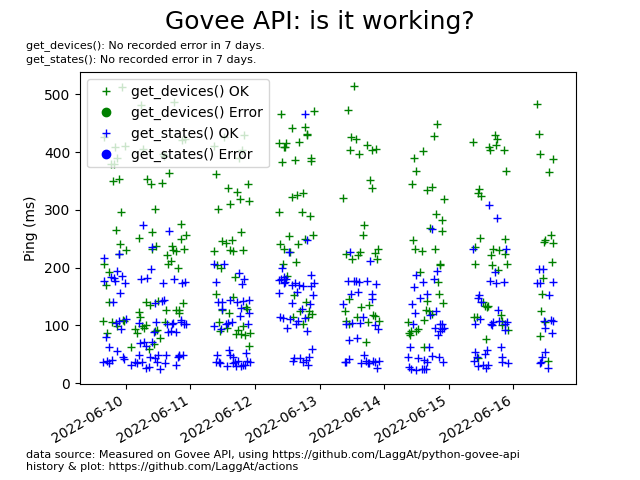 Govee API: is it working?
get_devices(): No recorded error in 7 days.
get_states(): No recorded error in 7 days.
get_devices() OK
get_devices() Error
get_states() OK
get_states() Error
Ping (ms)
500
400
300
200
100
0
2022-06-10
2022-06-11
2022-06-12
2022-06-13
2022-06-14
2022-06-15
2022-06-16
data source: Measured on Govee API, using https://github.com/LaggAt/python-govee-api
history & plot: https://github.com/LaggAt/actions